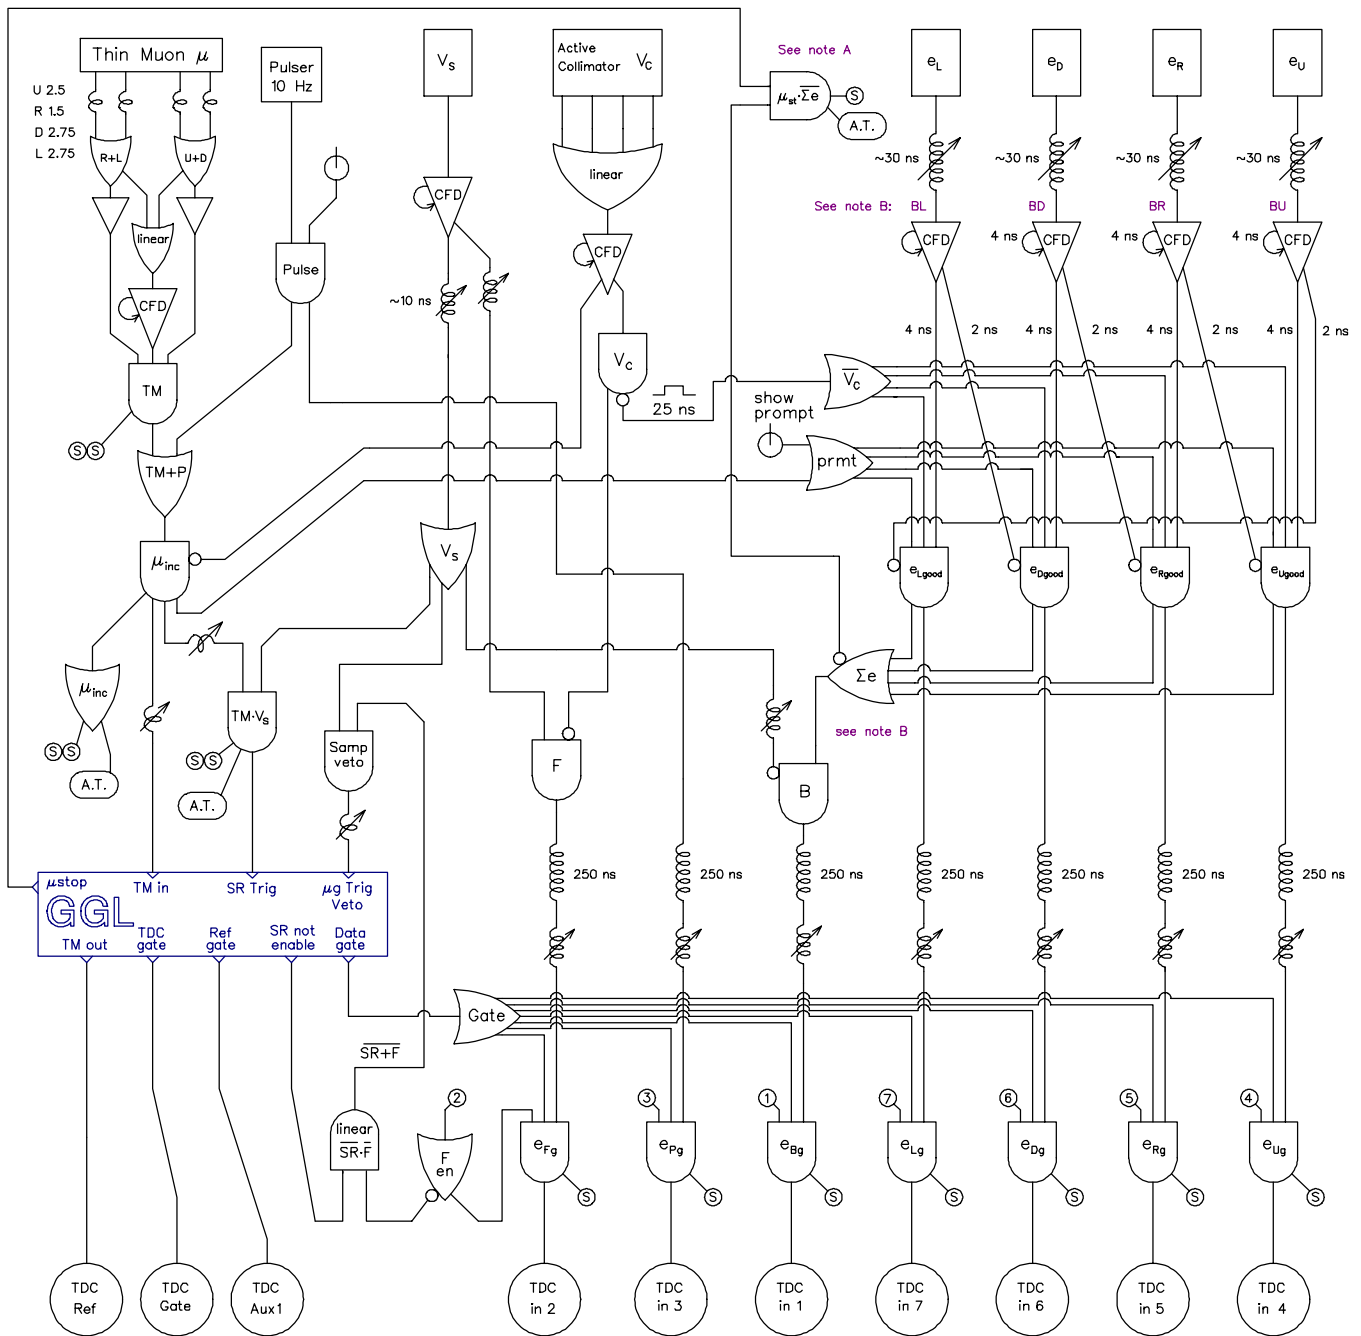 Thin Muon μ
Pulser
10 Hz
Vs
Active
Collimator Vc
See note A
eL
eD
eR
eU
U 2.5
R 1.5
D 2.75
L 2.75
μst·Σe
S
A.T.
R+L
U+D
linear
~30 ns
~30 ns
~30 ns
~30 ns
CFD
See note B:
BL
BD
BR
BU
linear
Pulse
CFD
CFD
4 ns
CFD
4 ns
CFD
4 ns
CFD
CFD
~10 ns
4 ns
2 ns
4 ns
2 ns
4 ns
2 ns
4 ns
2 ns
TM
Vc
25 ns
Vc
show
prompt
S S
TM+P
prmt
μinc
Vs
eLgood
eDgood
eRgood
eUgood
μinc
Σe
TM·Vs
see note B
S S
S S
Samp
veto
F
B
A.T.
A.T.
250 ns
250 ns
250 ns
250 ns
250 ns
250 ns
250 ns
μstop
TM in
SR Trig
μg Trig
Veto
GGL
TM out
TDC
gate
Ref
gate
SR not
enable
Data
gate
Gate
SR+F
2
3
1
7
6
5
4
linear
SR·F
F
en
eFg
ePg
eBg
eLg
eDg
eRg
eUg
S
S
S
S
S
S
S
TDC
Ref
TDC
Gate
TDC
Aux1
TDC
in 2
TDC
in 3
TDC
in 1
TDC
in 7
TDC
in 6
TDC
in 5
TDC
in 4